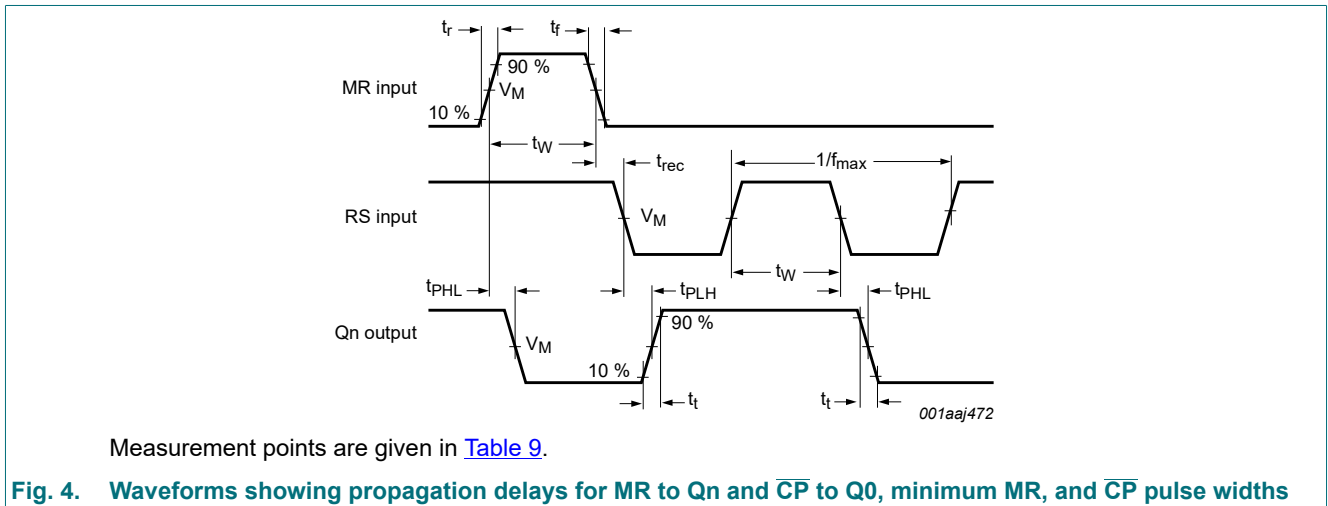 tr tf
90 %
MR input VM
10 %
tW
trec 1/fmax
RS input VM
tW
tPHL tPLH tPHL
90 %
Qn output VM
10 %
tt tt
001aaj472
Measurement points are given in Table 9.
Fig. 4. Waveforms showing propagation delays for MR to Qn and C̅P̅ to Q0, minimum MR, and C̅P̅ pulse widths